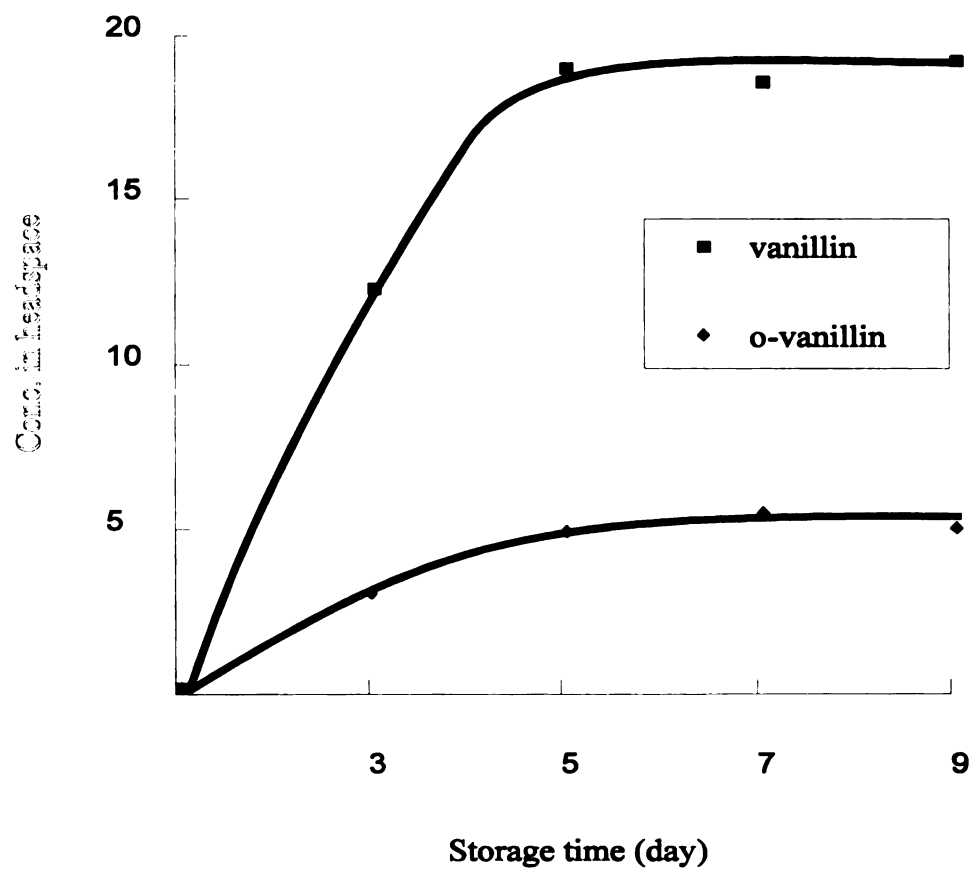 20
15
10
5
Conc. in headspace
vanillin
o-vanillin
3 5 7 9
Storage time (day)